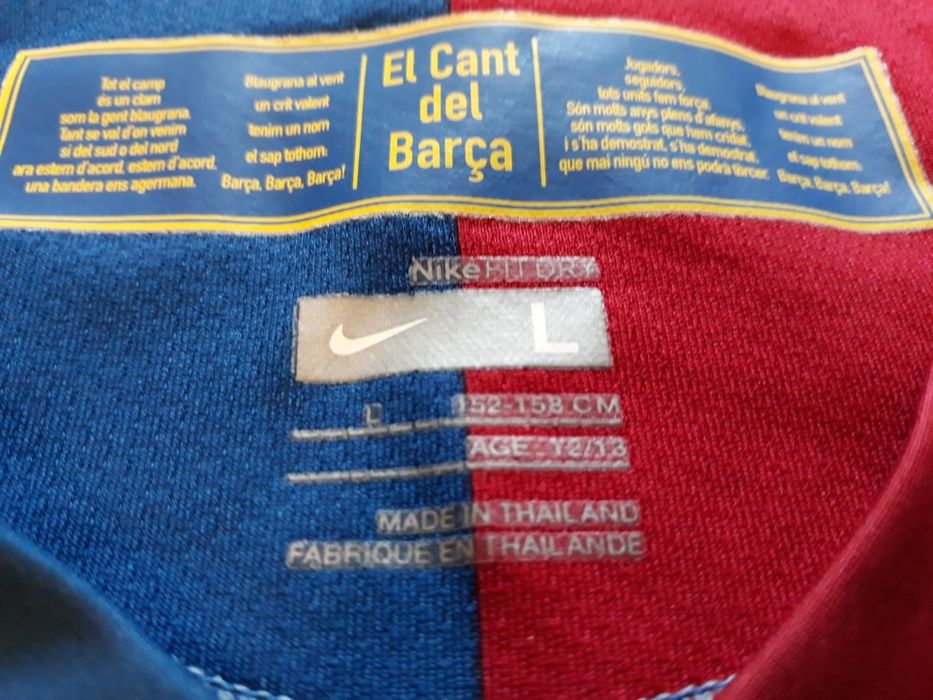 Tot el camp
és un clam
som la gent blaugrana.
Tant se val d'on venim
si del sud o del nord
ara estem d'acord, estem d'acord,
una bandera ens agermana.
Blaugrana al vent
un crit valent
tenim un nom
el sap tothom:
Barça, Barça, Barça!
El Cant
del
Barça
Jugadors,
seguidors,
tots units fem força.
Són molts anys plens d'afanys,
són molts gols que hem cridat,
i s'ha demostrat, s'ha demostrat,
que mai ningú no ens podrà tòrcer.
Blaugrana al vent
un crit valent
tenim un nom
el sap tothom:
Barça, Barça, Barça!
Nike FIT DRY
L
L 152-158 CM
AGE: 12/13
MADE IN THAILAND
FABRIQUE EN THAILANDE